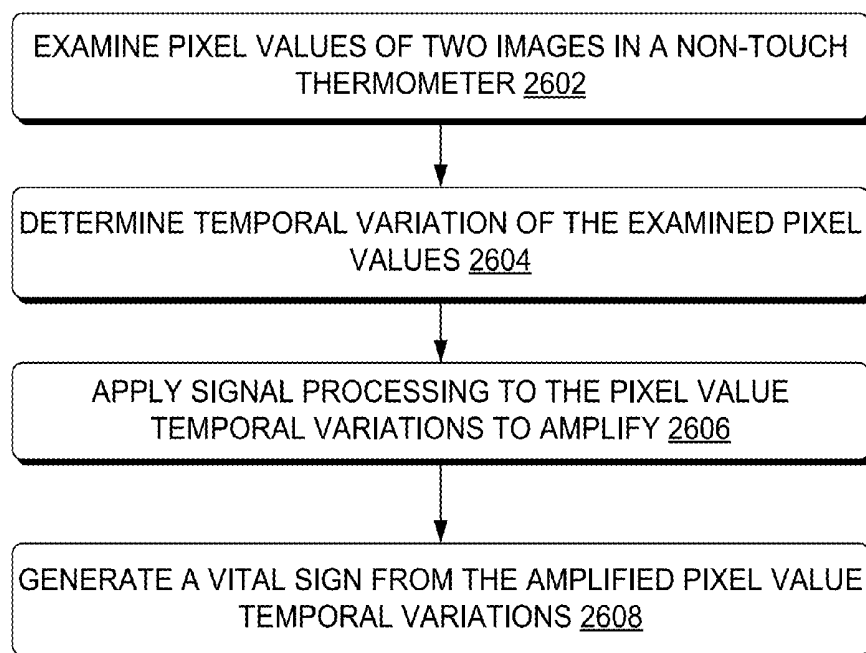 EXAMINE PIXEL VALUES OF TWO IMAGES IN A NON-TOUCH
THERMOMETER 2602
DETERMINE TEMPORAL VARIATION OF THE EXAMINED PIXEL
VALUES 2604
APPLY SIGNAL PROCESSING TO THE PIXEL VALUE
TEMPORAL VARIATIONS TO AMPLIFY 2606
GENERATE A VITAL SIGN FROM THE AMPLIFIED PIXEL VALUE
TEMPORAL VARIATIONS 2608